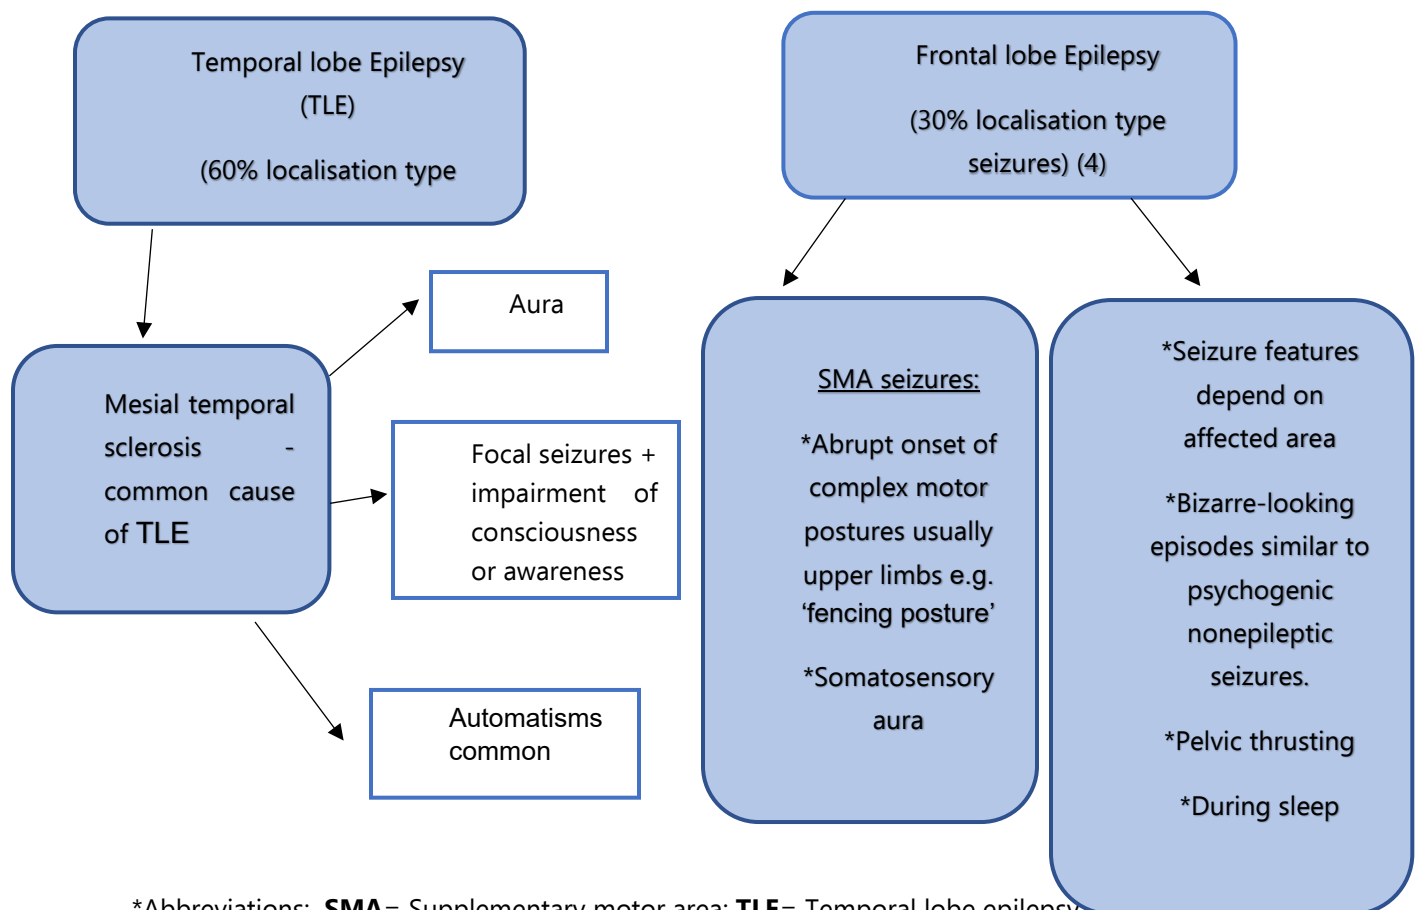 Temporal lobe Epilepsy
(TLE)
(60% localisation type
Mesial temporal
sclerosis -
common cause
of TLE
Aura
Focal seizures +
impairment of
consciousness
or awareness
Automatisms
common
Frontal lobe Epilepsy
(30% localisation type
seizures) (4)
SMA seizures:
*Abrupt onset of
complex motor
postures usually
upper limbs e.g.
‘fencing posture’
*Somatosensory
aura
*Seizure features
depend on
affected area
*Bizarre-looking
episodes similar to
psychogenic
nonepileptic
seizures.
*Pelvic thrusting
*During sleep
*Abbreviations: SMA= Supplementary motor area; TLE= Temporal lobe epilepsy